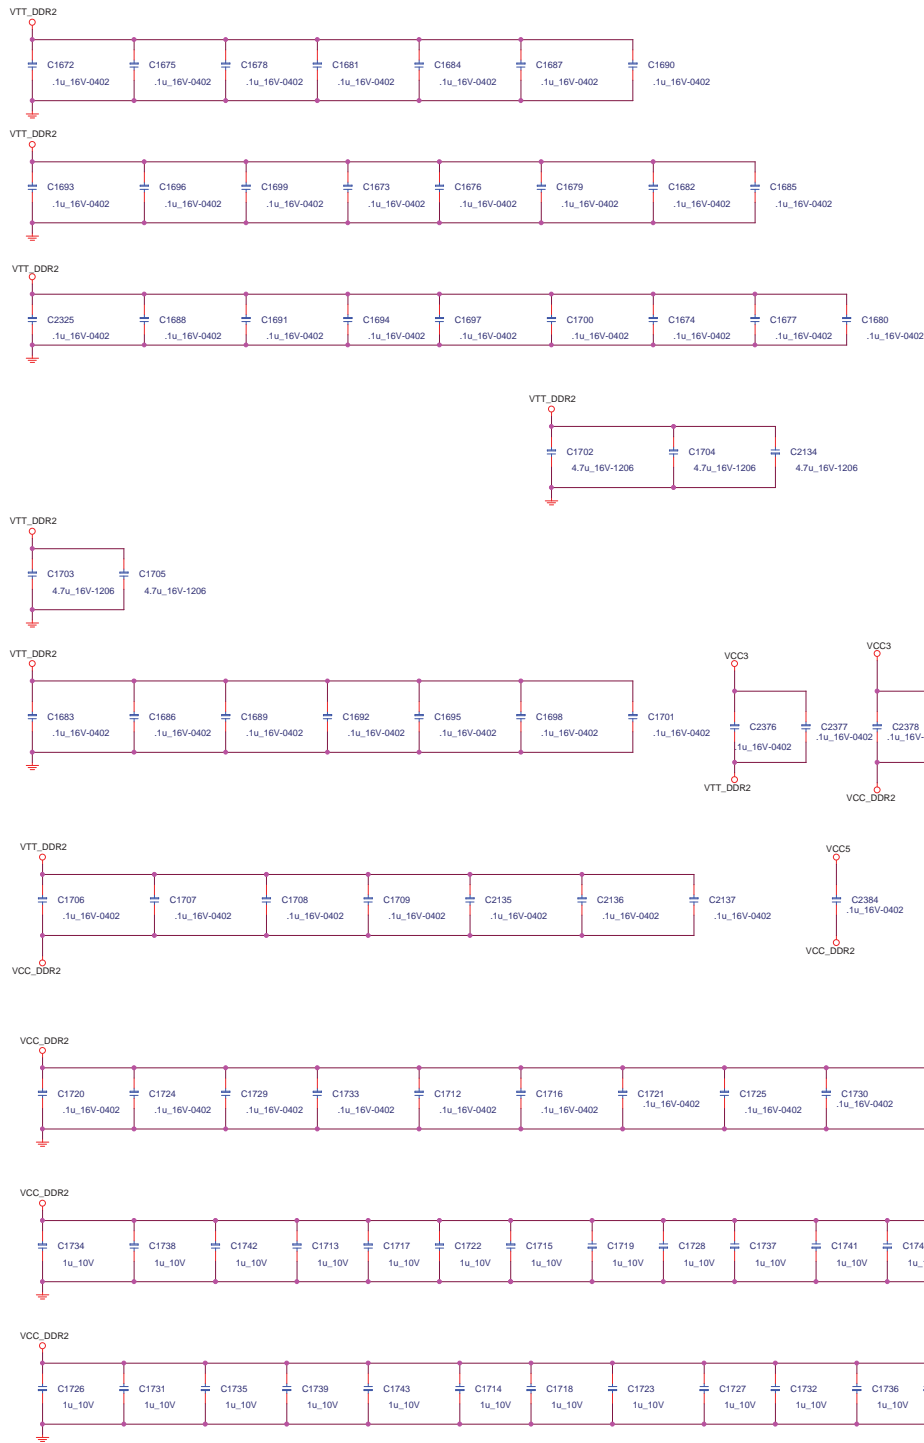 VTT_DDR2
C1672 C1675 C1678 C1681 C1684 C1687 C1690
.1u_16V-0402 .1u_16V-0402 .1u_16V-0402 .1u_16V-0402 .1u_16V-0402 .1u_16V-0402 .1u_16V-0402
VTT_DDR2
C1693 C1696 C1699 C1673 C1676 C1679 C1682 C1685
.1u_16V-0402 .1u_16V-0402 .1u_16V-0402 .1u_16V-0402 .1u_16V-0402 .1u_16V-0402 .1u_16V-0402 .1u_16V-0402
VTT_DDR2
C2325 C1688 C1691 C1694 C1697 C1700 C1674 C1677 C1680
.1u_16V-0402 .1u_16V-0402 .1u_16V-0402 .1u_16V-0402 .1u_16V-0402 .1u_16V-0402 .1u_16V-0402 .1u_16V-0402 .1u_16V-0402
VTT_DDR2
C1702 C1704 C2134
4.7u_16V-1206 4.7u_16V-1206 4.7u_16V-1206
VTT_DDR2
C1703 C1705
4.7u_16V-1206 4.7u_16V-1206
VTT_DDR2 VCC3 VCC3
C1683 C1686 C1689 C1692 C1695 C1698 C1701 C2376 C2377 C2378
.1u_16V-0402 .1u_16V-0402 .1u_16V-0402 .1u_16V-0402 .1u_16V-0402 .1u_16V-0402 .1u_16V-0402 .1u_16V-0402 .1u_16V-0402 .1u_16V-
VTT_DDR2 VCC_DDR2
VTT_DDR2 VCC5
C1706 C1707 C1708 C1709 C2135 C2136 C2137 C2384
.1u_16V-0402 .1u_16V-0402 .1u_16V-0402 .1u_16V-0402 .1u_16V-0402 .1u_16V-0402 .1u_16V-0402 .1u_16V-0402
VCC_DDR2 VCC_DDR2
VCC_DDR2
C1720 C1724 C1729 C1733 C1712 C1716 C1721 C1725 C1730
.1u_16V-0402 .1u_16V-0402 .1u_16V-0402 .1u_16V-0402 .1u_16V-0402 .1u_16V-0402 .1u_16V-0402 .1u_16V-0402 .1u_16V-0402
VCC_DDR2
C1734 C1738 C1742 C1713 C1717 C1722 C1715 C1719 C1728 C1737 C1741 C174
1u_10V 1u_10V 1u_10V 1u_10V 1u_10V 1u_10V 1u_10V 1u_10V 1u_10V 1u_10V 1u_10V 1u_
VCC_DDR2
C1726 C1731 C1735 C1739 C1743 C1714 C1718 C1723 C1727 C1732 C1736
1u_10V 1u_10V 1u_10V 1u_10V 1u_10V 1u_10V 1u_10V 1u_10V 1u_10V 1u_10V 1u_10V